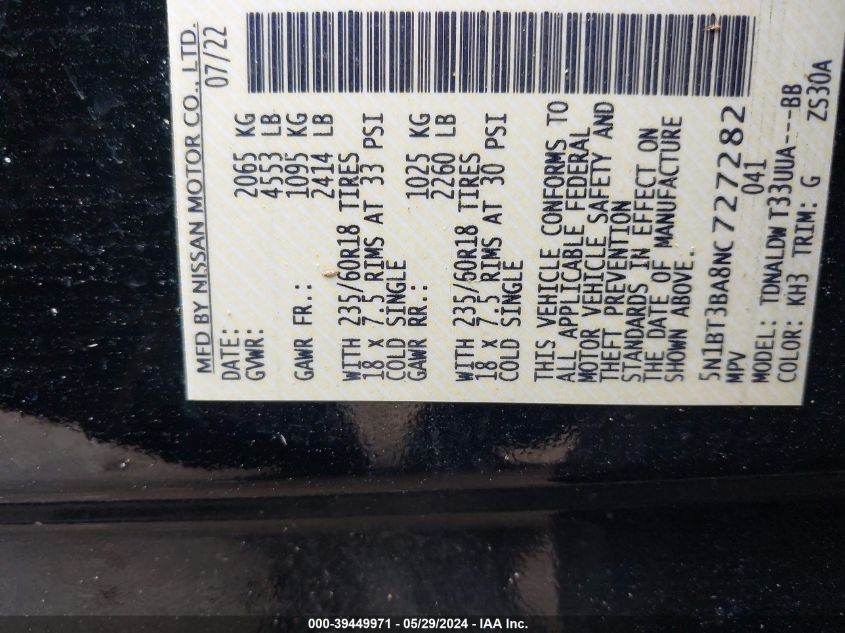 MFD BY NISSAN MOTOR CO., LTD.
DATE: 07/22
GVWR: 2065 KG
4553 LB
GAWR FR.: 1095 KG
2414 LB
WITH 235/60R18 TIRES
18 X 7.5 RIMS AT 33 PSI
COLD SINGLE
GAWR RR.: 1025 KG
2260 LB
WITH 235/60R18 TIRES
18 X 7.5 RIMS AT 30 PSI
COLD SINGLE
THIS VEHICLE CONFORMS TO
ALL APPLICABLE FEDERAL
MOTOR VEHICLE SAFETY AND
THEFT PREVENTION
STANDARDS IN EFFECT ON
THE DATE OF MANUFACTURE
SHOWN ABOVE.
5N1BT3BA8NC727282
MPV 041
MODEL: TDNALDW T33UUA---BB
COLOR: KH3 TRIM: G ZS30A
000-39449971 - 05/29/2024 - IAA Inc.